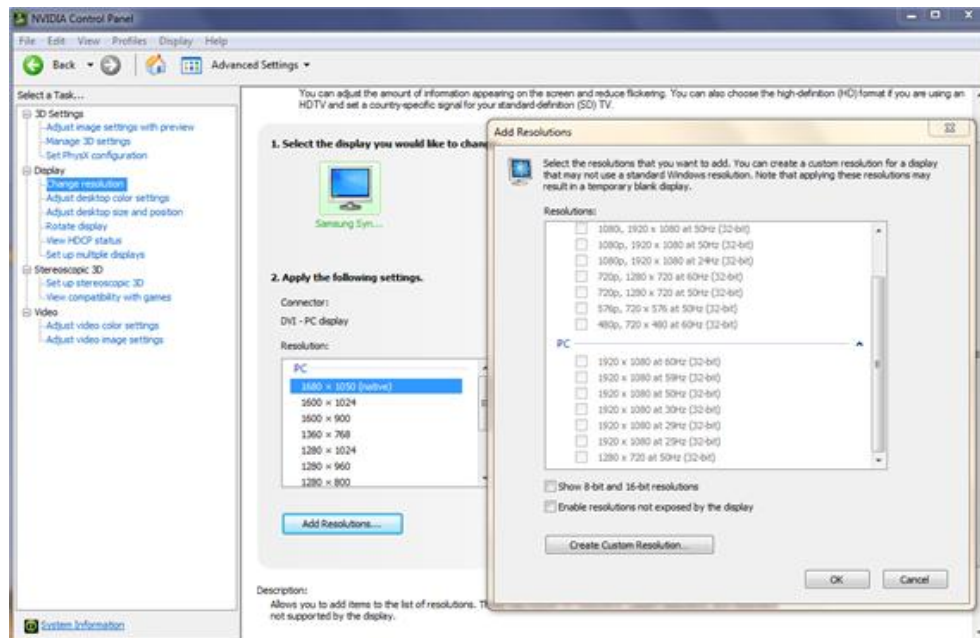 NVIDIA Control Panel
File Edit View Profiles Display Help
Back Advanced Settings
Select a Task...
3D Settings
Adjust image settings with preview
Manage 3D settings
Set PhysX configuration
Display
Change resolution
Adjust desktop color settings
Adjust desktop size and position
Rotate display
View HDCP status
Set up multiple displays
Stereoscopic 3D
Set up stereoscopic 3D
View compatibility with games
Video
Adjust video color settings
Adjust video image settings
System Information
You can adjust the amount of information appearing on the screen and reduce flickering. You can also choose the high-definition (HD) format if you are using an
HDTV and set a country-specific signal for your standard-definition (SD) TV.
1. Select the display you would like to chang
Samsung Syn...
2. Apply the following settings.
Connector:
DVI - PC display
Resolution:
PC
1680 × 1050 (native)
1600 × 1024
1600 × 900
1360 × 768
1280 × 1024
1280 × 960
1280 × 800
Add Resolutions...
Description:
Allows you to add items to the list of resolutions.
not supported by the display.
Add Resolutions
Select the resolutions that you want to add. You can create a custom resolution for a display
that may not use a standard Windows resolution. Note that applying these resolutions may
result in a temporary blank display.
Resolutions:
1080i, 1920 x 1080 at 50Hz (32-bit)
1080p, 1920 x 1080 at 50Hz (32-bit)
1080p, 1920 x 1080 at 24Hz (32-bit)
720p, 1280 x 720 at 60Hz (32-bit)
720p, 1280 x 720 at 50Hz (32-bit)
576p, 720 x 576 at 50Hz (32-bit)
480p, 720 x 480 at 60Hz (32-bit)
PC
1920 x 1080 at 60Hz (32-bit)
1920 x 1080 at 59Hz (32-bit)
1920 x 1080 at 50Hz (32-bit)
1920 x 1080 at 30Hz (32-bit)
1920 x 1080 at 29Hz (32-bit)
1920 x 1080 at 25Hz (32-bit)
1280 x 720 at 50Hz (32-bit)
Show 8-bit and 16-bit resolutions
Enable resolutions not exposed by the display
Create Custom Resolution...
OK Cancel